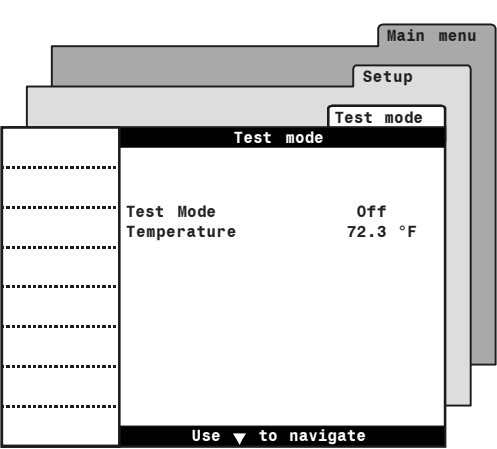 Main menu
Setup
Test mode
Test mode
Test Mode Off
Temperature 72.3 °F
Use ▼ to navigate